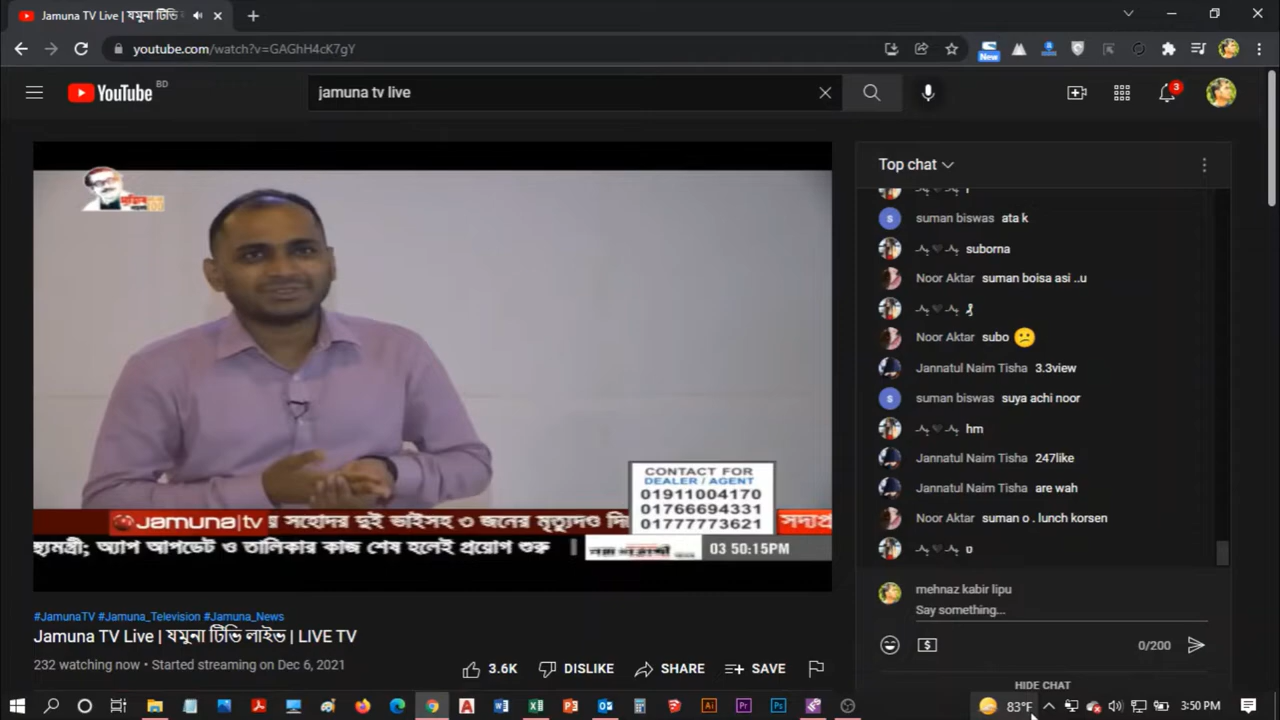 Jamuna TV Live | যমুনা টিভি
youtube.com/watch?v=GAGhH4cK7gY
New
YouTube BD
jamuna tv live
3
CONTACT FOR
DEALER / AGENT
01911004170
01766694331
01777773621
Jamuna|tv
র সহোদর দুই ভাইসহ ৩ জনের মৃত্যুদণ্ড
সদ্যপ্র
অ্যাপ আপডেট ও তালিকার কাজ শেষ হলেই প্রয়োগ শুরু
03 50:15PM
#JamunaTV #Jamuna_Television #Jamuna_News
Jamuna TV Live | যমুনা টিভি লাইভ | LIVE TV
232 watching now • Started streaming on Dec 6, 2021
3.6K DISLIKE SHARE SAVE
Top chat
suman biswas ata k
suborna
Noor Aktar suman boisa asi ..u
Noor Aktar subo
Jannatul Naim Tisha 3.3view
suman biswas suya achi noor
hm
Jannatul Naim Tisha 247like
Jannatul Naim Tisha are wah
Noor Aktar suman o . lunch korsen
mehnaz kabir lipu
Say something...
0/200
HIDE CHAT
83°F
3:50 PM